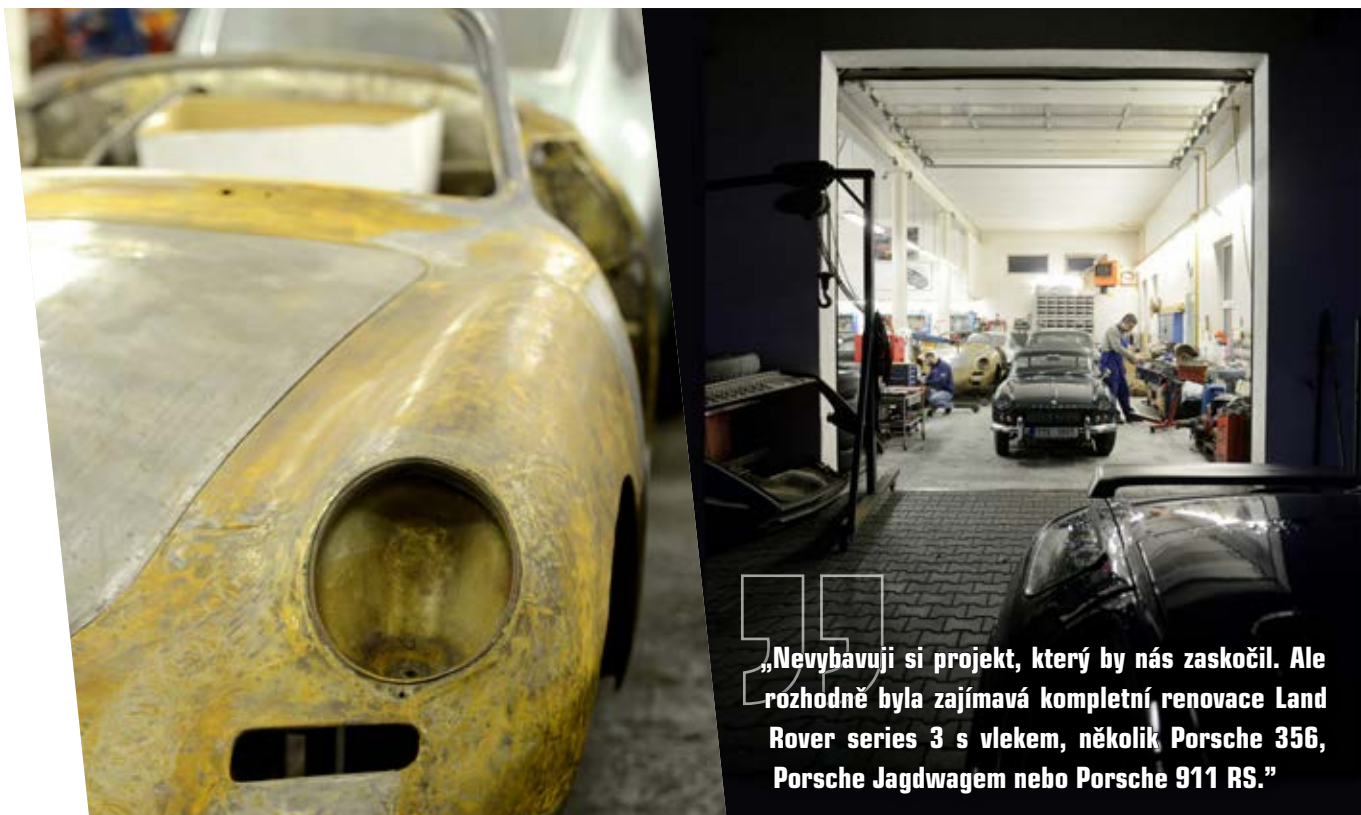 „Nevybavuji si projekt, který by nás zaskočil. Ale
rozhodně byla zajímavá kompletní renovace Land
Rover series 3 s vlekem, několik Porsche 356,
Porsche Jagdwagem nebo Porsche 911 RS.”